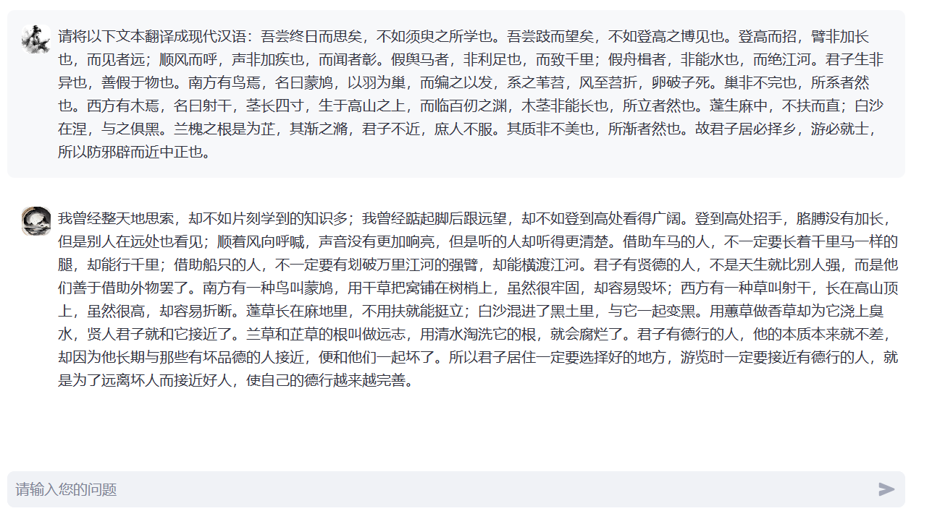 请将以下文本翻译成现代汉语：吾尝终日而思矣，不如须臾之所学也。吾尝跂而望矣，不如登高之博见也。登高而招，臂非加长
也，而见者远；顺风而呼，声非加疾也，而闻者彰。假舆马者，非利足也，而致千里；假舟楫者，非能水也，而绝江河。君子生非
异也，善假于物也。南方有鸟焉，名曰蒙鸠，以羽为巢，而编之以发，系之苇苕，风至苕折，卵破子死。巢非不完也，所系者然
也。西方有木焉，名曰射干，茎长四寸，生于高山之上，而临百仞之渊，木茎非能长也，所立者然也。蓬生麻中，不扶而直；白沙
在涅，与之俱黑。兰槐之根是为芷，其渐之滫，君子不近，庶人不服。其质非不美也，所渐者然也。故君子居必择乡，游必就士，
所以防邪辟而近中正也。
我曾经整天地思索，却不如片刻学到的知识多；我曾经踮起脚后跟远望，却不如登到高处看得广阔。登到高处招手，胳膊没有加长，
但是别人在远处也看见；顺着风向呼喊，声音没有更加响亮，但是听的人却听得更清楚。借助车马的人，不一定要长着千里马一样的
腿，却能行千里；借助船只的人，不一定要有划破万里江河的强臂，却能横渡江河。君子有贤德的人，不是天生就比别人强，而是他
们善于借助外物罢了。南方有一种鸟叫蒙鸠，用干草把窝铺在树梢上，虽然很牢固，却容易毁坏；西方有一种草叫射干，长在高山顶
上，虽然很高，却容易折断。蓬草长在麻地里，不用扶就能挺立；白沙混进了黑土里，与它一起变黑。用蕙草做香草却为它浇上臭
水，贤人君子就和它接近了。兰草和芷草的根叫做远志，用清水淘洗它的根，就会腐烂了。君子有德行的人，他的本质本来就不差，
却因为他长期与那些有坏品德的人接近，便和他们一起坏了。所以君子居住一定要选择好的地方，游览时一定要接近有德行的人，就
是为了远离坏人而接近好人，使自己的德行越来越完善。
请输入您的问题